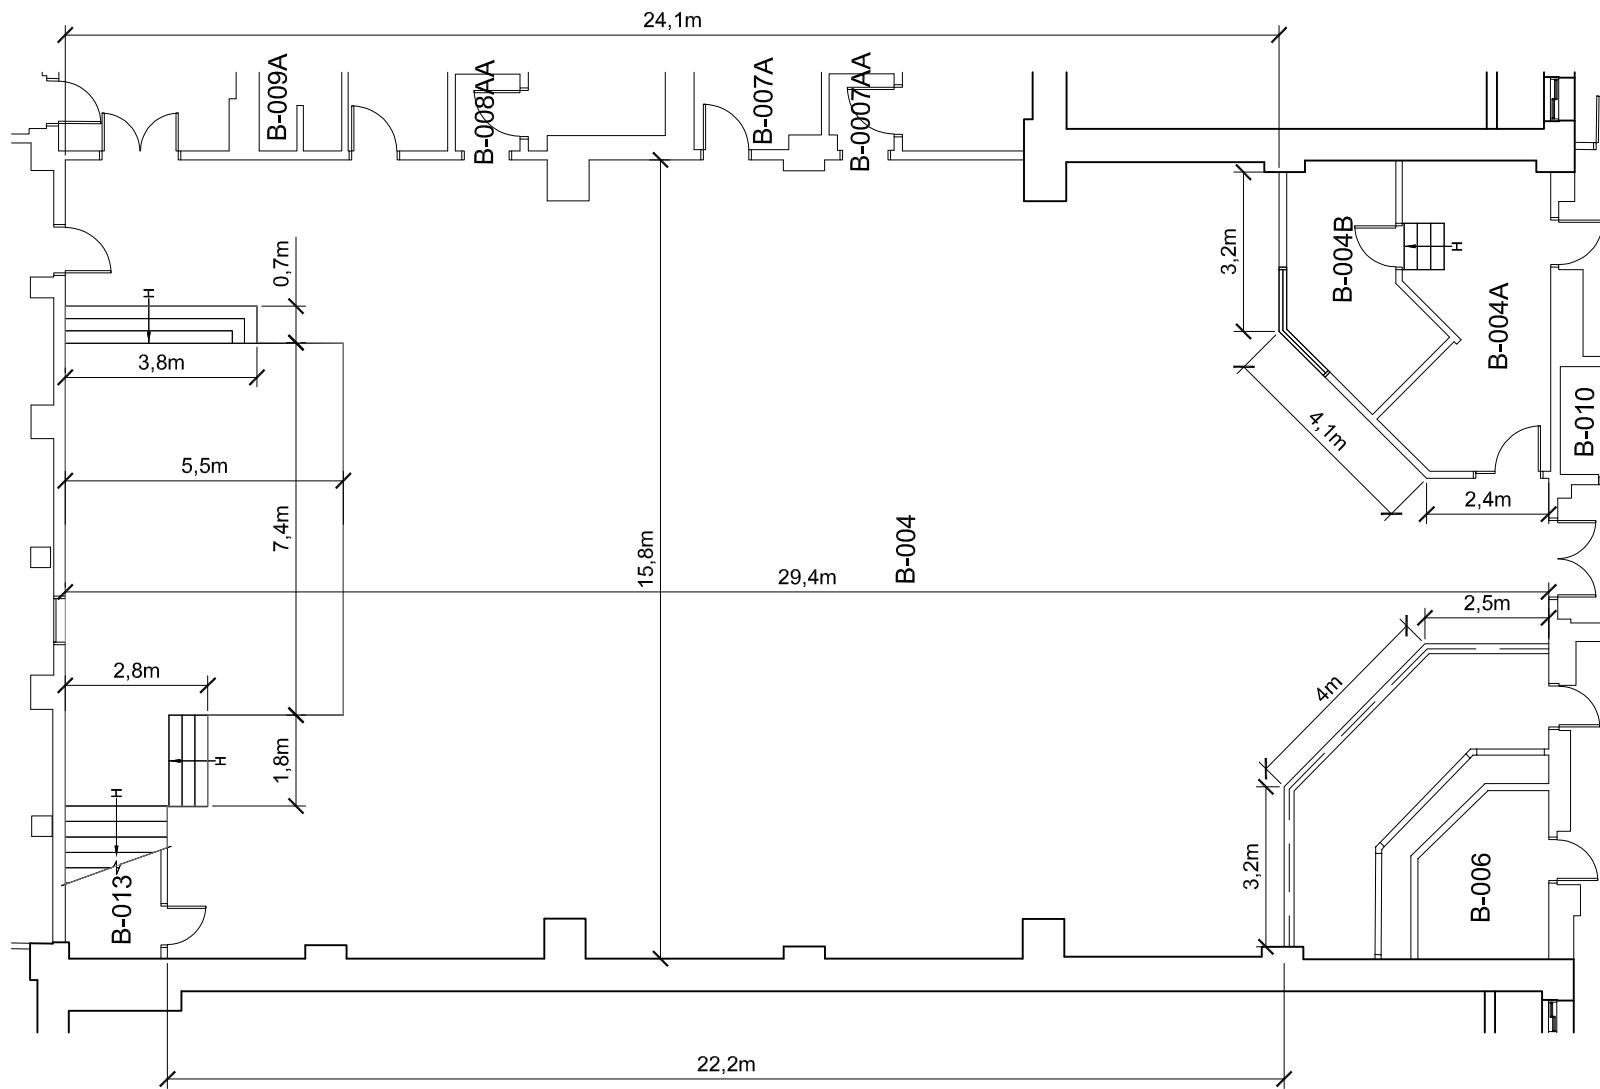 24,1m
B-009A
B-008AA
B-007A
B-0007AA
0,7m
3,2m
B-004B
H
B-004A
H
3,8m
B-010
4,1m
5,5m
2,4m
7,4m
15,8m
B-004
29,4m
2,5m
2,8m
4m
1,8m
H
H
3,2m
B-006
B-013
22,2m